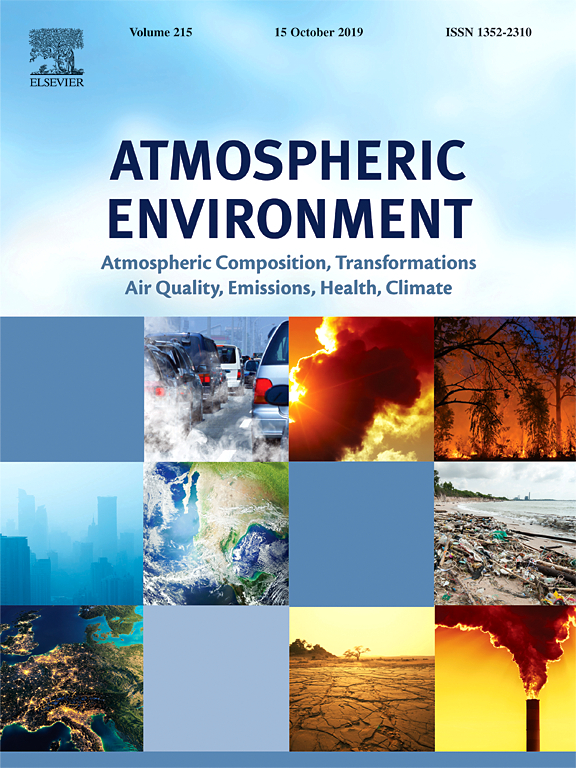 Volume 215 15 October 2019 ISSN 1352-2310
ELSEVIER
ATMOSPHERIC
ENVIRONMENT
Atmospheric Composition, Transformations
Air Quality, Emissions, Health, Climate